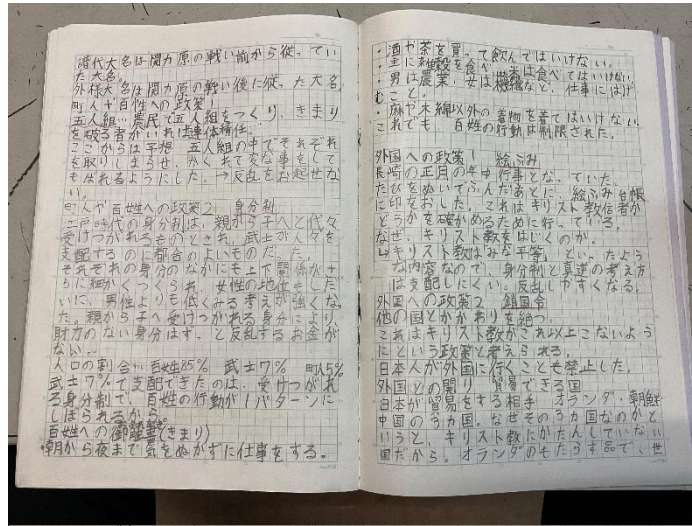 譜代大名は関カ原の戦い前から従ってい
た大名。
外様大名は関カ原の戦い後に従った大名。
町人や百姓への政策1
五人組…農民で五人組をつくり、きまり
を破る者がいれば連体責任。
ここからは予想 五人組の中でそれぞれ
を取りしまらせ、かくれて変な事をして
もばれるようにした。→反乱をお起せな
い。
町人や百姓への政策2 身分制
江戸時代の身分制は、親から子へと代々
受けつがれるものとされ、武士が人々を
支配するのに都合のよいものだった。
それぞれの身分のなかにも上下関係がさ
らに細かくつくられ、女性の地位を
いに、男性よりも低くみる考えが強くな
た。親から子へ受けつがれる身分により、
財力のない身分はずっと反乱するお金が
ない。
人口の割合…百姓85% 武士7% 町人5%
武士7%で支配できたのは、受けつがれ
る身分制で、百姓の行動が1パターンに
しばられるから。
百姓への御触書(きまり)
・朝から夜まで気をぬかずに仕事をする。
・酒や茶を買って飲んではいけない。
・主に雑穀を食べ 米は食べてはいけない。
・男は農業、女は機織など、仕事にはげ
むこと。
・麻や木綿以外の着物を着てはいけない。
これでも、百姓の行動は制限された。
外国への政策1 絵ふみ
長崎の正月の年中行事となっていた。
たびをぬいでふんだあとに、絵ふみ台帳
に印をおした。これはキリスト教信者か
どうかを確かめるために行っている。
なぜ、キリスト教をはじくのか。
↳キリスト教は「みな平等」といったよう
な内容なので、身分制と真逆の考え方
は支配しにくい。反乱しやすくなる。
外国への政策2 鎖国令
他の国とかかわりを絶つ。
これはキリスト教がこれ以上こないよう
にという政策と考えられる。
日本人が外国に行くことも禁止した。
外国との関り 貿易できる国
日本が貿易をする相手 オランダ・朝鮮
中国の3カ国。なぜその3カ国なのかと
いうと、キリスト教にかたんしていない
国だから。オランダのもたらす品で、世